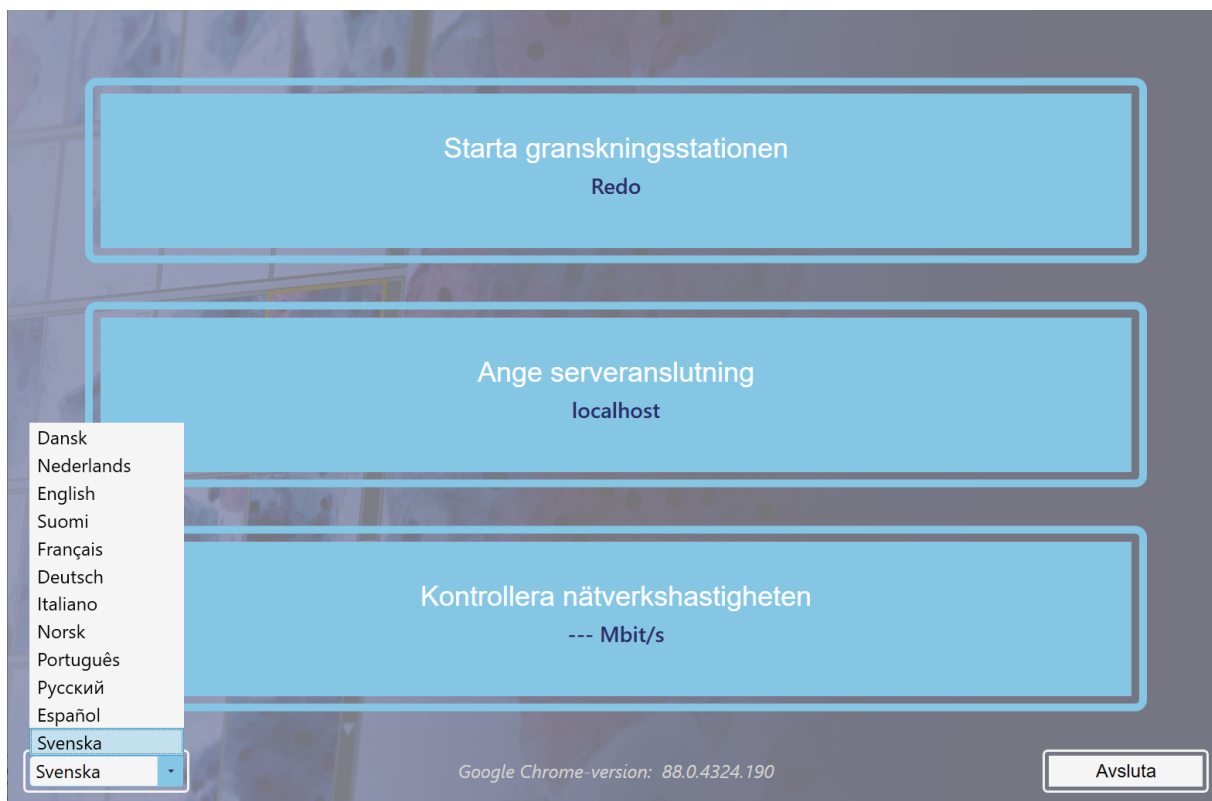 Starta granskningsstationen
Redo
Ange serveranslutning
localhost
Kontrollera nätverkshastigheten
--- Mbit/s
Dansk
Nederlands
English
Suomi
Français
Deutsch
Italiano
Norsk
Português
Русский
Español
Svenska
Svenska
Google Chrome-version: 88.0.4324.190
Avsluta